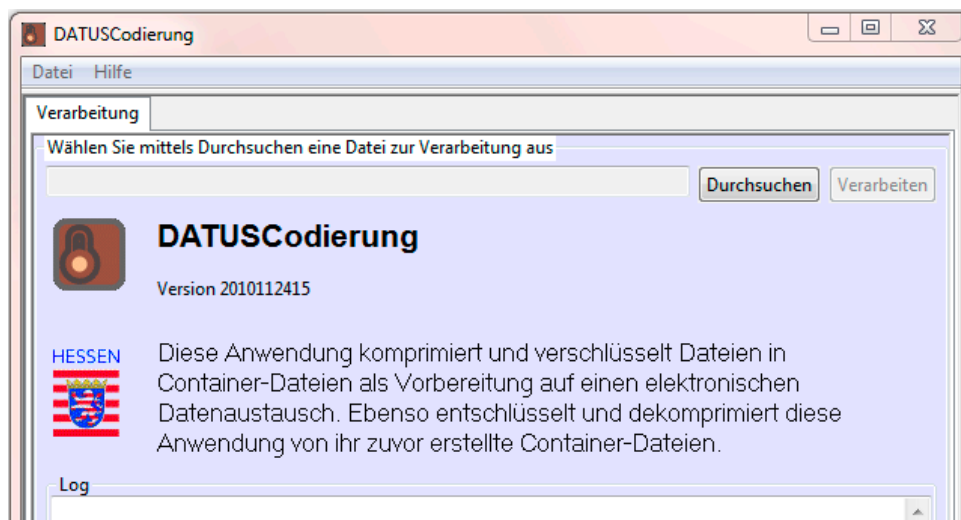 DATUSCodierung
Datei Hilfe
Verarbeitung
Wählen Sie mittels Durchsuchen eine Datei zur Verarbeitung aus
Durchsuchen Verarbeiten
DATUSCodierung
Version 2010112415
HESSEN
Diese Anwendung komprimiert und verschlüsselt Dateien in
Container-Dateien als Vorbereitung auf einen elektronischen
Datenaustausch. Ebenso entschlüsselt und dekomprimiert diese
Anwendung von ihr zuvor erstellte Container-Dateien.
Log